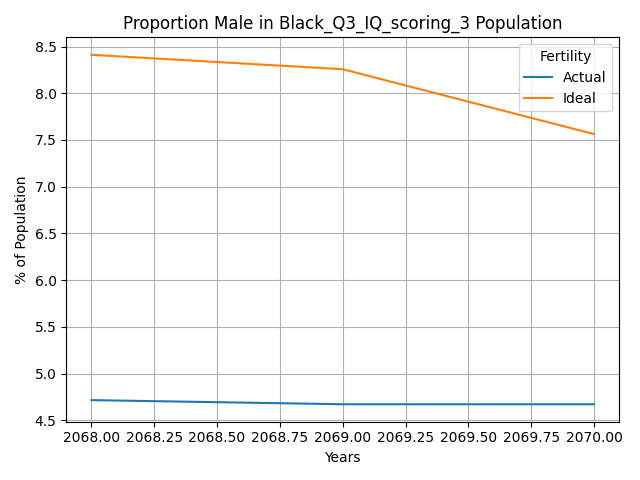 Proportion Male in Black_Q3_IQ_scoring_3 Population
Fertility
Actual
Ideal
% of Population
8.5
8.0
7.5
7.0
6.5
6.0
5.5
5.0
4.5
2068.00 2068.25 2068.50 2068.75 2069.00 2069.25 2069.50 2069.75 2070.00
Years